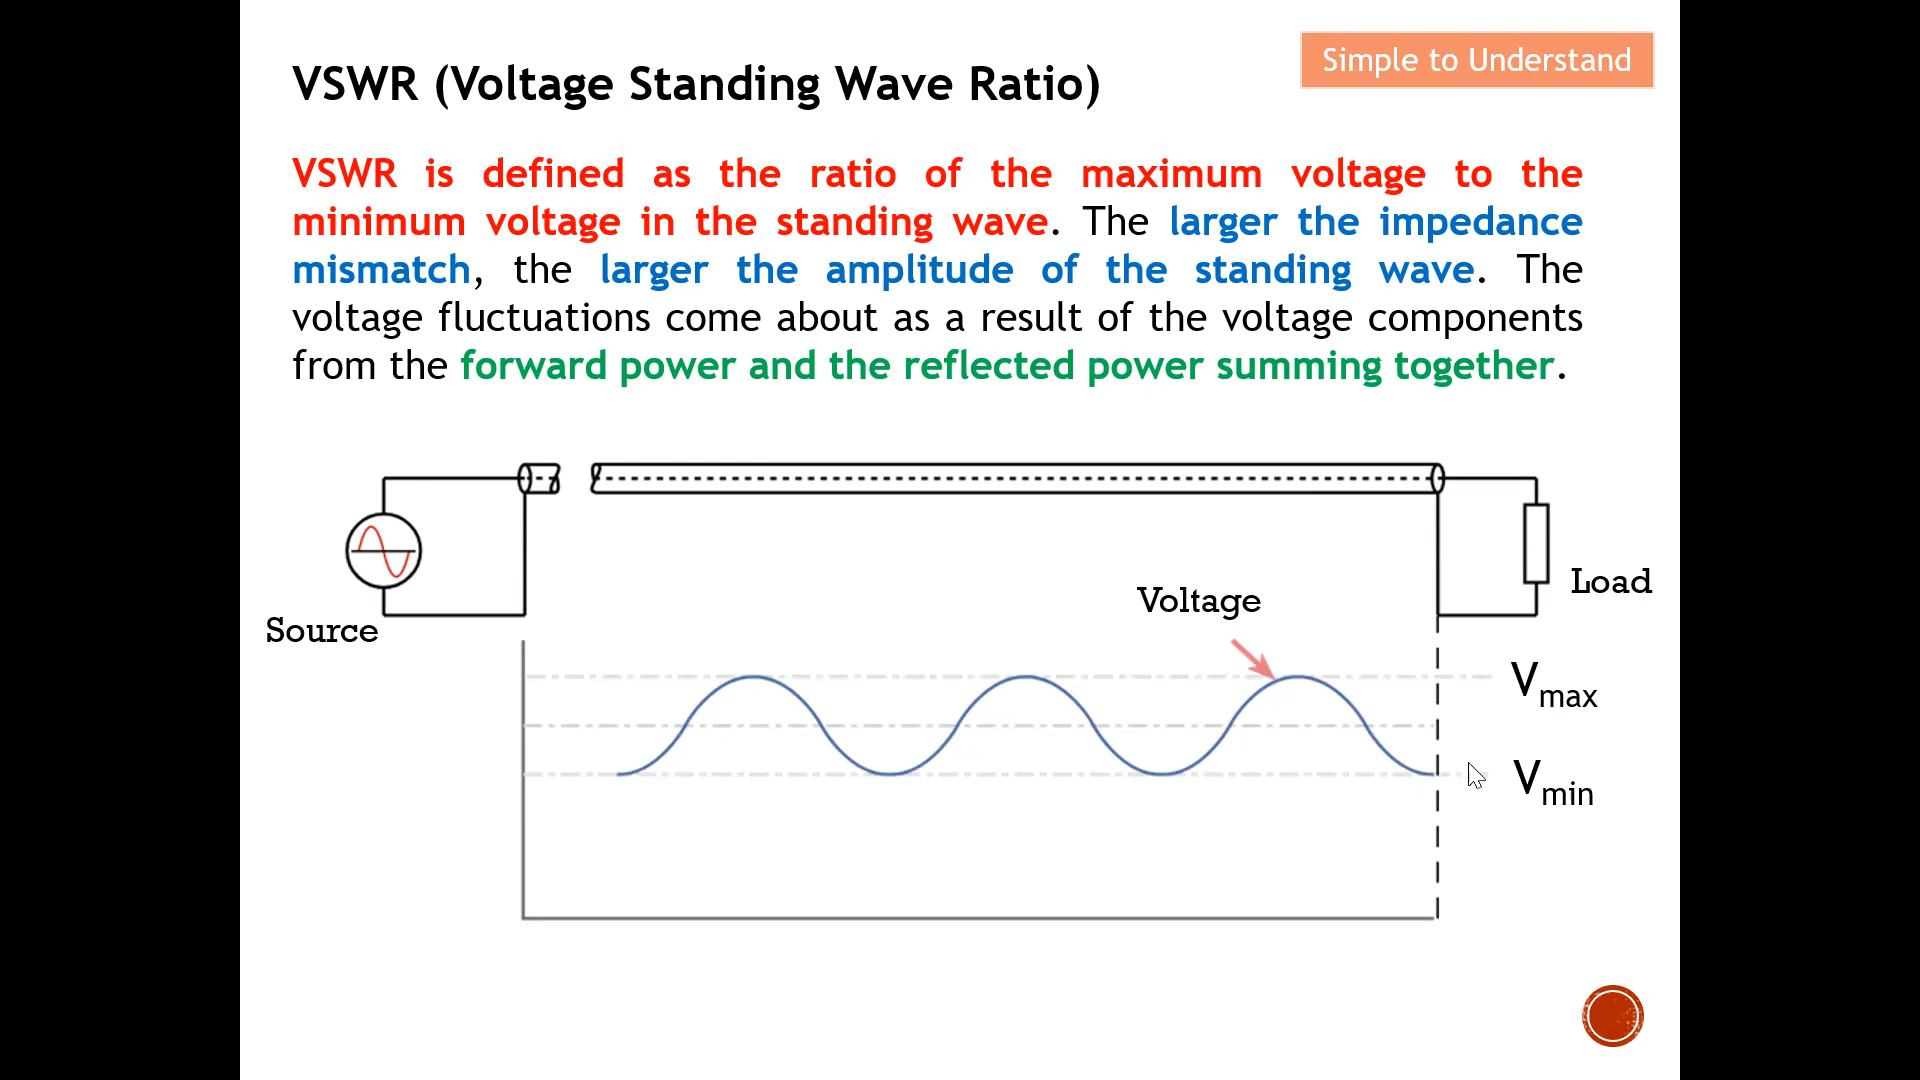 Simple to Understand
VSWR (Voltage Standing Wave Ratio)
VSWR is defined as the ratio of the maximum voltage to the
minimum voltage in the standing wave. The larger the impedance
mismatch, the larger the amplitude of the standing wave. The
voltage fluctuations come about as a result of the voltage components
from the forward power and the reflected power summing together.
Load
Voltage
Source
Vmax
Vmin